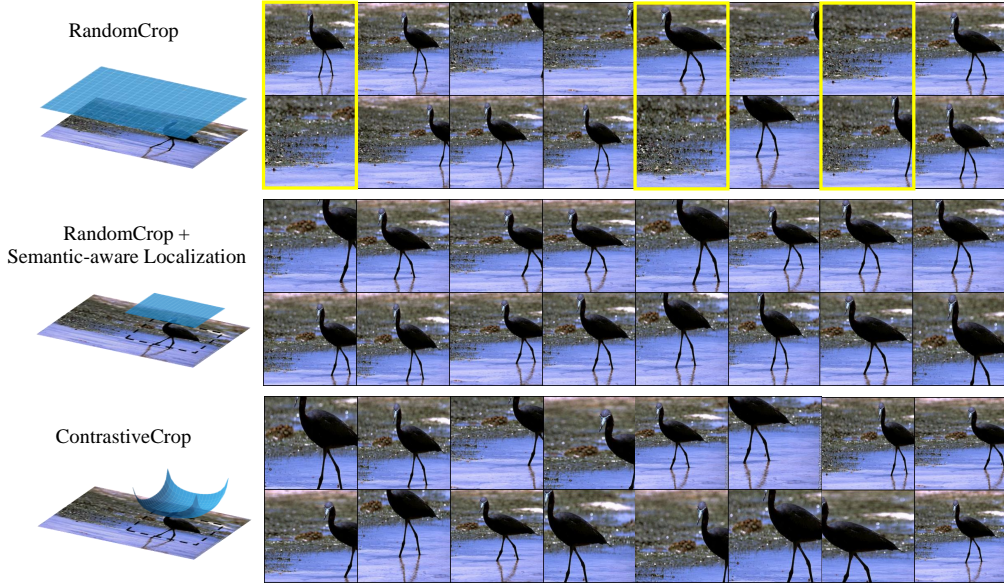 RandomCrop
RandomCrop +
Semantic-aware Localization
ContrastiveCrop